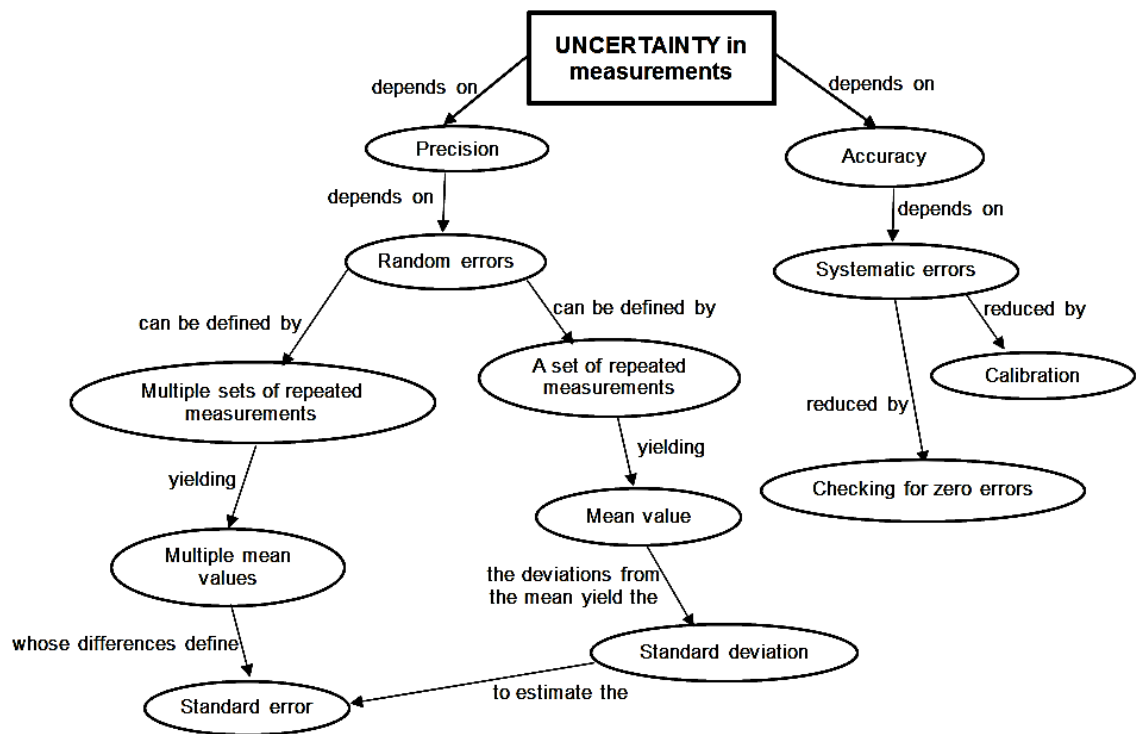 UNCERTAINTY in
measurements
depends on
depends on
Precision
Accuracy
depends on
depends on
Random errors
Systematic errors
can be defined by
can be defined by
reduced by
Multiple sets of repeated
measurements
A set of repeated
measurements
Calibration
reduced by
yielding
yielding
Checking for zero errors
Mean value
Multiple mean
values
the deviations from
the mean yield the
whose differences define
Standard deviation
to estimate the
Standard error